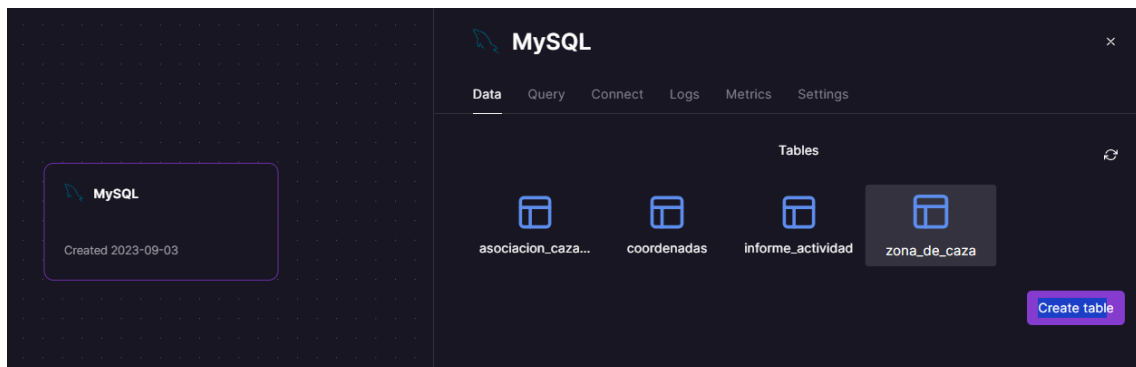 MySQL
Created 2023-09-03
MySQL
Data Query Connect Logs Metrics Settings
Tables
asociacion_caza... coordenadas informe_actividad zona_de_caza
Create table